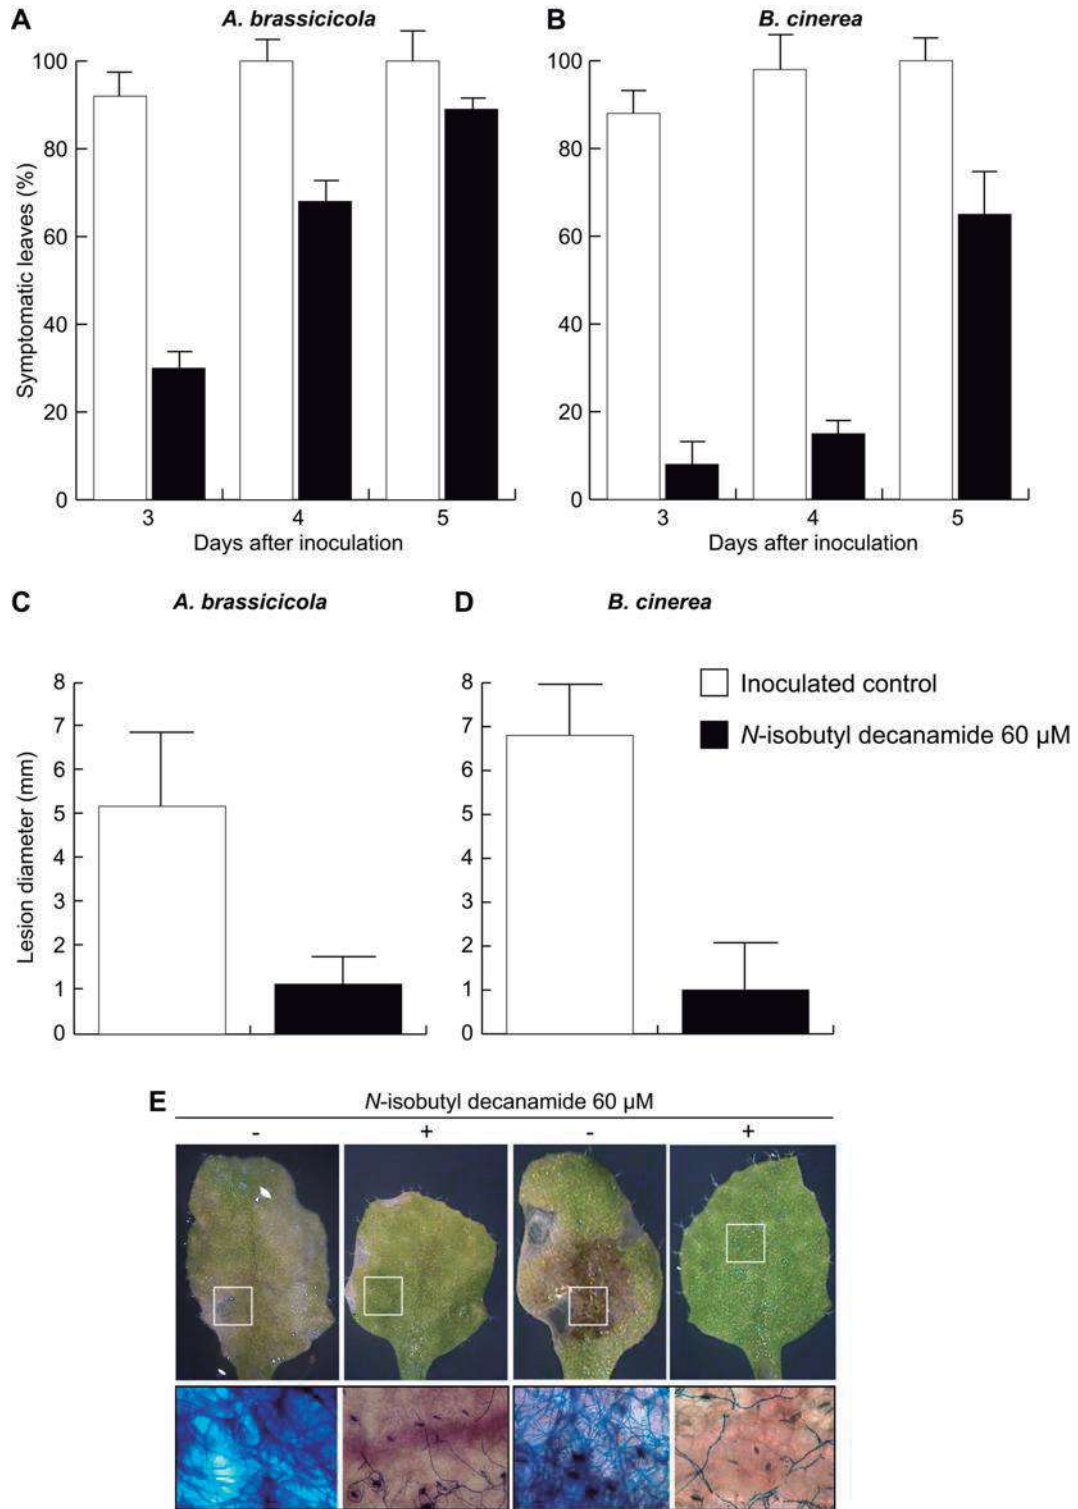 A
A. brassicicola
100
80
60
40
20
0
Symptomatic leaves (%)
3 4 5
Days after inoculation
B
B. cinerea
100
80
60
40
20
0
3 4 5
Days after inoculation
C
A. brassicicola
8
7
6
5
4
3
2
1
0
Lesion diameter (mm)
D
B. cinerea
8
7
6
5
4
3
2
1
0
Inoculated control
N-isobutyl decanamide 60 µM
E
N-isobutyl decanamide 60 µM
- + - +